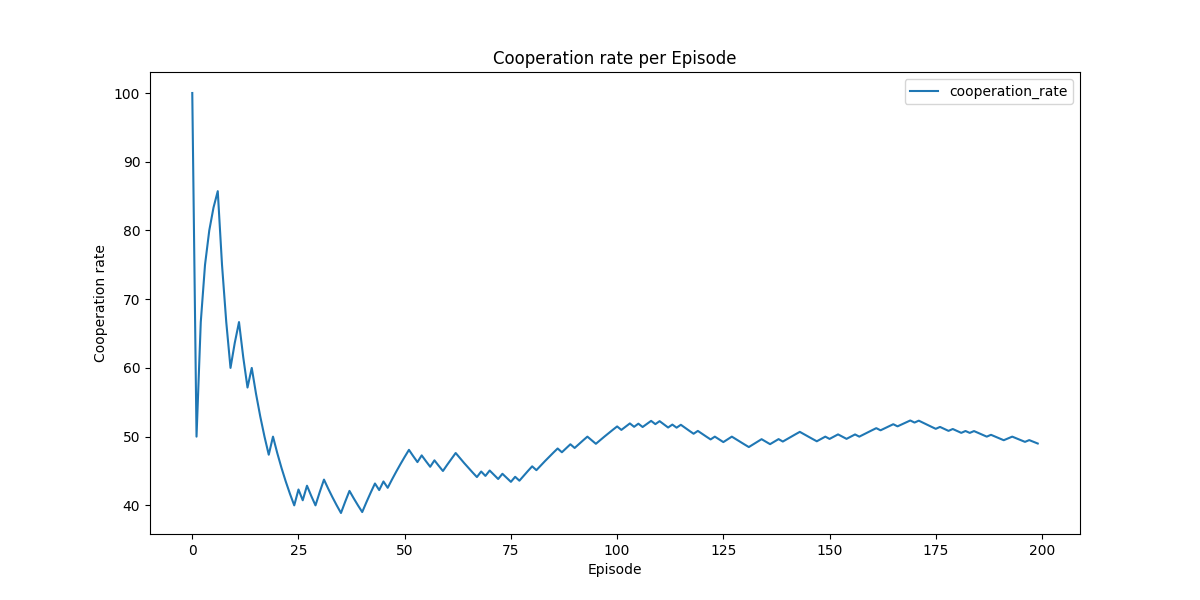 Cooperation rate per Episode
cooperation_rate
100
90
80
70
60
50
40
Cooperation rate
0 25 50 75 100 125 150 175 200
Episode